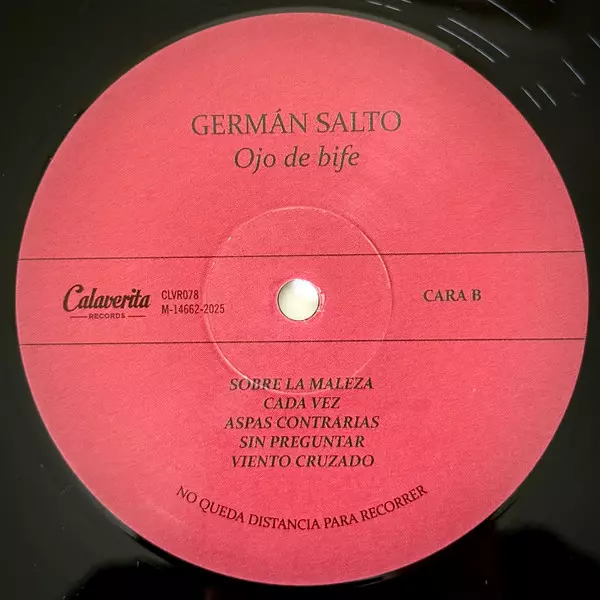 GERMÁN SALTO
Ojo de bife
Calaverita
RECORDS
CLVR078
M-14662-2025
CARA B
SOBRE LA MALEZA
CADA VEZ
ASPAS CONTRARIAS
SIN PREGUNTAR
VIENTO CRUZADO
NO QUEDA DISTANCIA PARA RECORRER